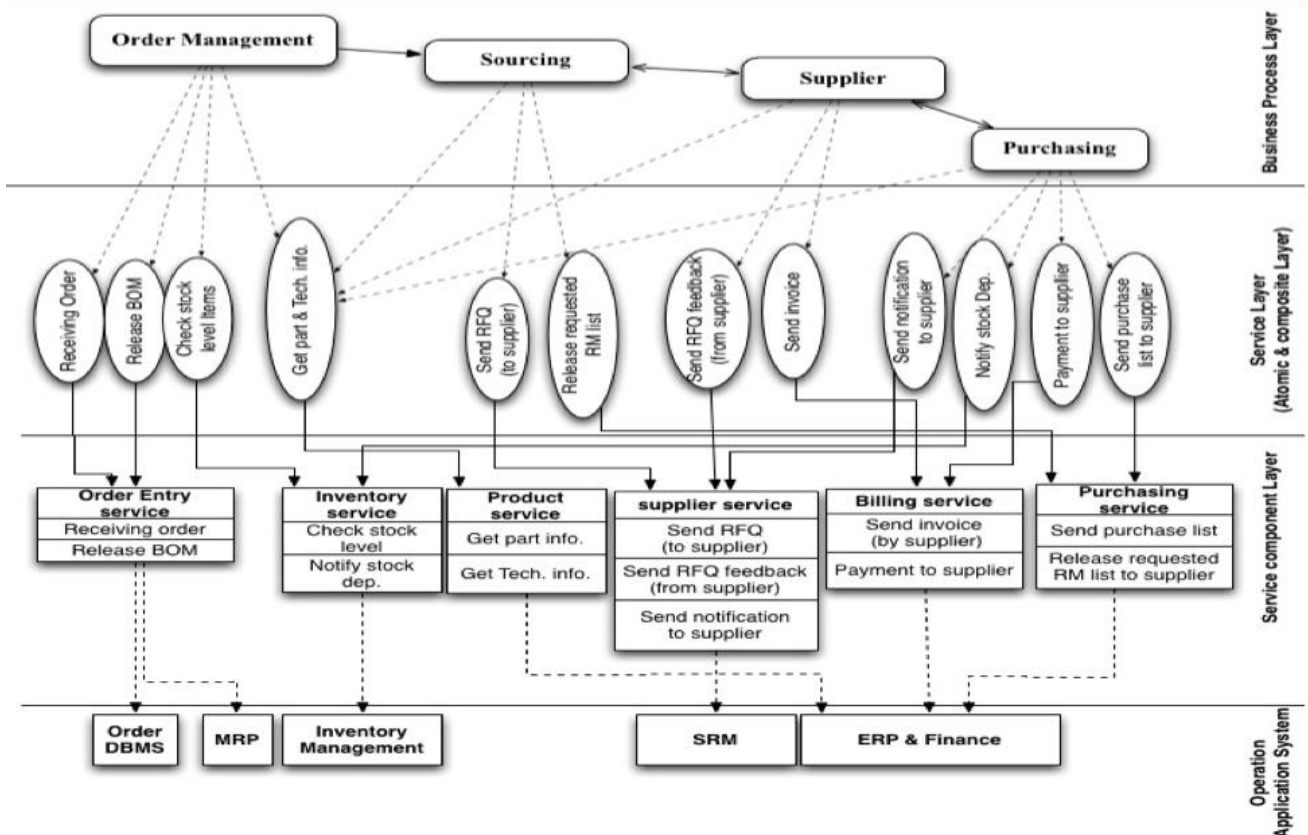 Order Management
Sourcing
Supplier
Purchasing
Business Process Layer
Receiving Order
Release BOM
Check stock
level Items
Get part & Tech. info.
Send RFQ
(to supplier)
Release requested
RM list
Send RFQ feedback
(from supplier)
Send invoice
Send notification
to supplier
Notify stock Dep.
Payment to supplier
Send purchase
list to supplier
Service Layer
(Atomic & composite Layer)
Order Entry
service
Receiving order
Release BOM
Inventory
service
Check stock
level
Notify stock
dep.
Product
service
Get part info.
Get Tech. info.
supplier service
Send RFQ
(to supplier)
Send RFQ feedback
(from supplier)
Send notification
to supplier
Billing service
Send invoice
(by supplier)
Payment to supplier
Purchasing
service
Send purchase list
Release requested
RM list to supplier
Service component Layer
Order
DBMS
MRP
Inventory
Management
SRM
ERP & Finance
Operation
Application System